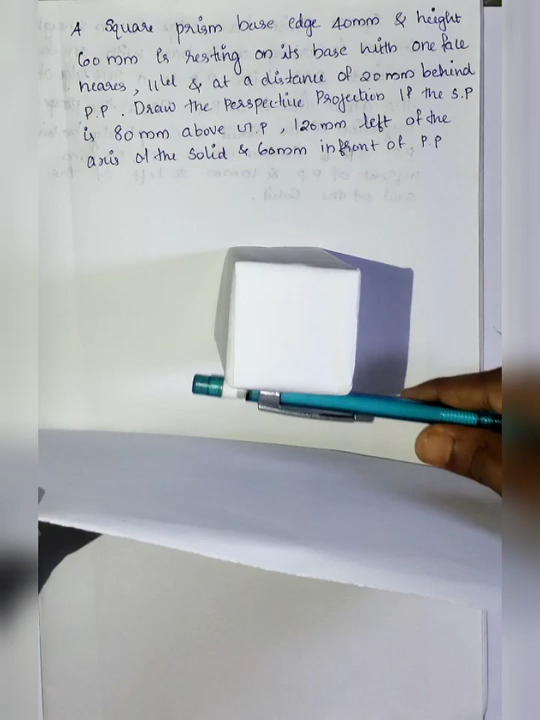 A Square prism base edge 40mm & height
60 mm is resting on its base with one face
neares, 11lel & at a distance of 20 mm behind
P.P. Draw the Perspective Projection If the S.P
is 80 mm above G.P, 120mm left of the
axis of the solid & 60mm infront of P.P